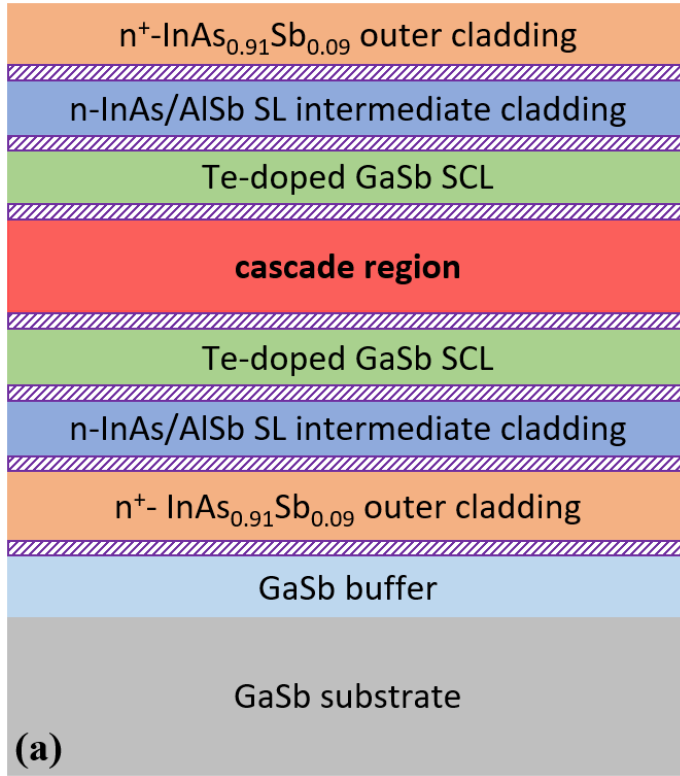 n⁺-InAs₀.₉₁Sb₀.₀₉ outer cladding
n-InAs/AlSb SL intermediate cladding
Te-doped GaSb SCL
cascade region
Te-doped GaSb SCL
n-InAs/AlSb SL intermediate cladding
n⁺- InAs₀.₉₁Sb₀.₀₉ outer cladding
GaSb buffer
GaSb substrate
(a)